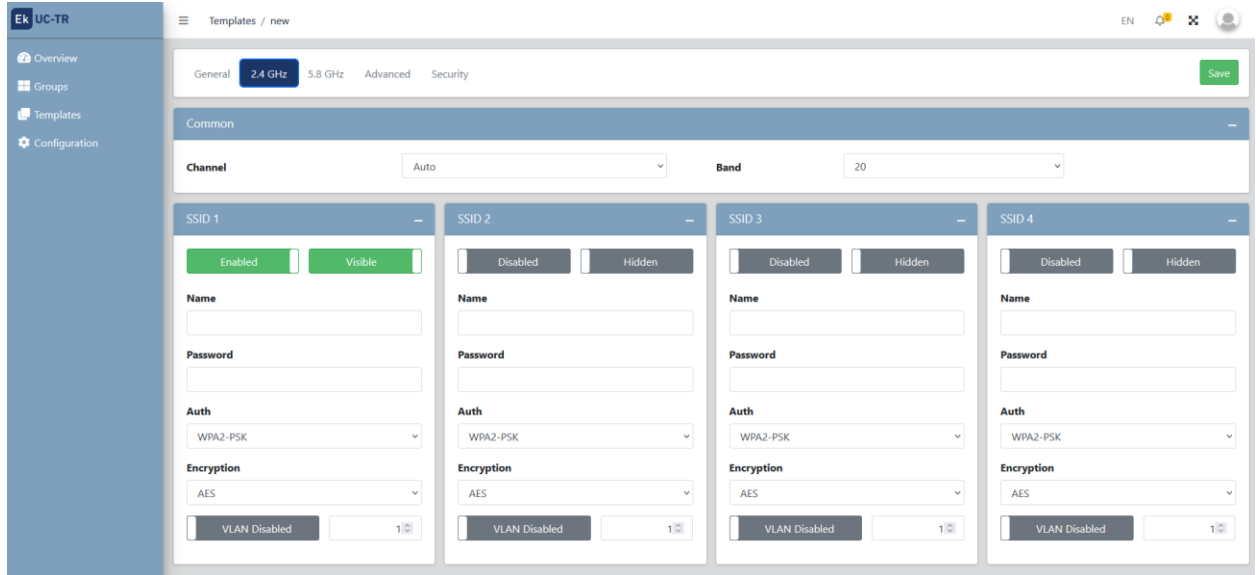 Ek UC-TR
Templates / new
EN
Overview
Groups
Templates
Configuration
General 2.4 GHz 5.8 GHz Advanced Security
Save
Common
Channel Auto Band 20
SSID 1
Enabled Visible
Name
Password
Auth
WPA2-PSK
Encryption
AES
VLAN Disabled 1
SSID 2
Disabled Hidden
Name
Password
Auth
WPA2-PSK
Encryption
AES
VLAN Disabled 1
SSID 3
Disabled Hidden
Name
Password
Auth
WPA2-PSK
Encryption
AES
VLAN Disabled 1
SSID 4
Disabled Hidden
Name
Password
Auth
WPA2-PSK
Encryption
AES
VLAN Disabled 1